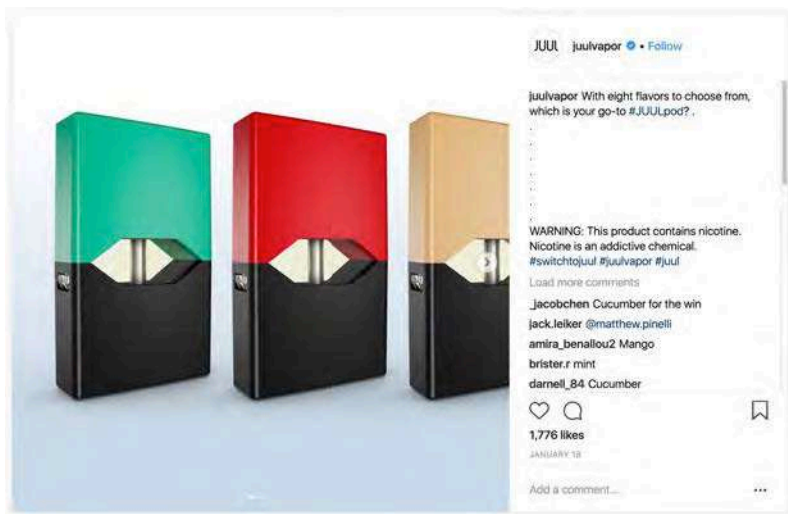 JUUL juulvapor • Follow
juulvapor With eight flavors to choose from,
which is your go-to #JUULpod? .
.
.
.
.
.
.
WARNING: This product contains nicotine.
Nicotine is an addictive chemical.
#switchtojuul #juulvapor #juul
Load more comments
_jacobchen Cucumber for the win
jack.leiker @matthew.pinelli
amira_benallou2 Mango
brister.r mint
darnell_84 Cucumber
1,776 likes
JANUARY 18
Add a comment...